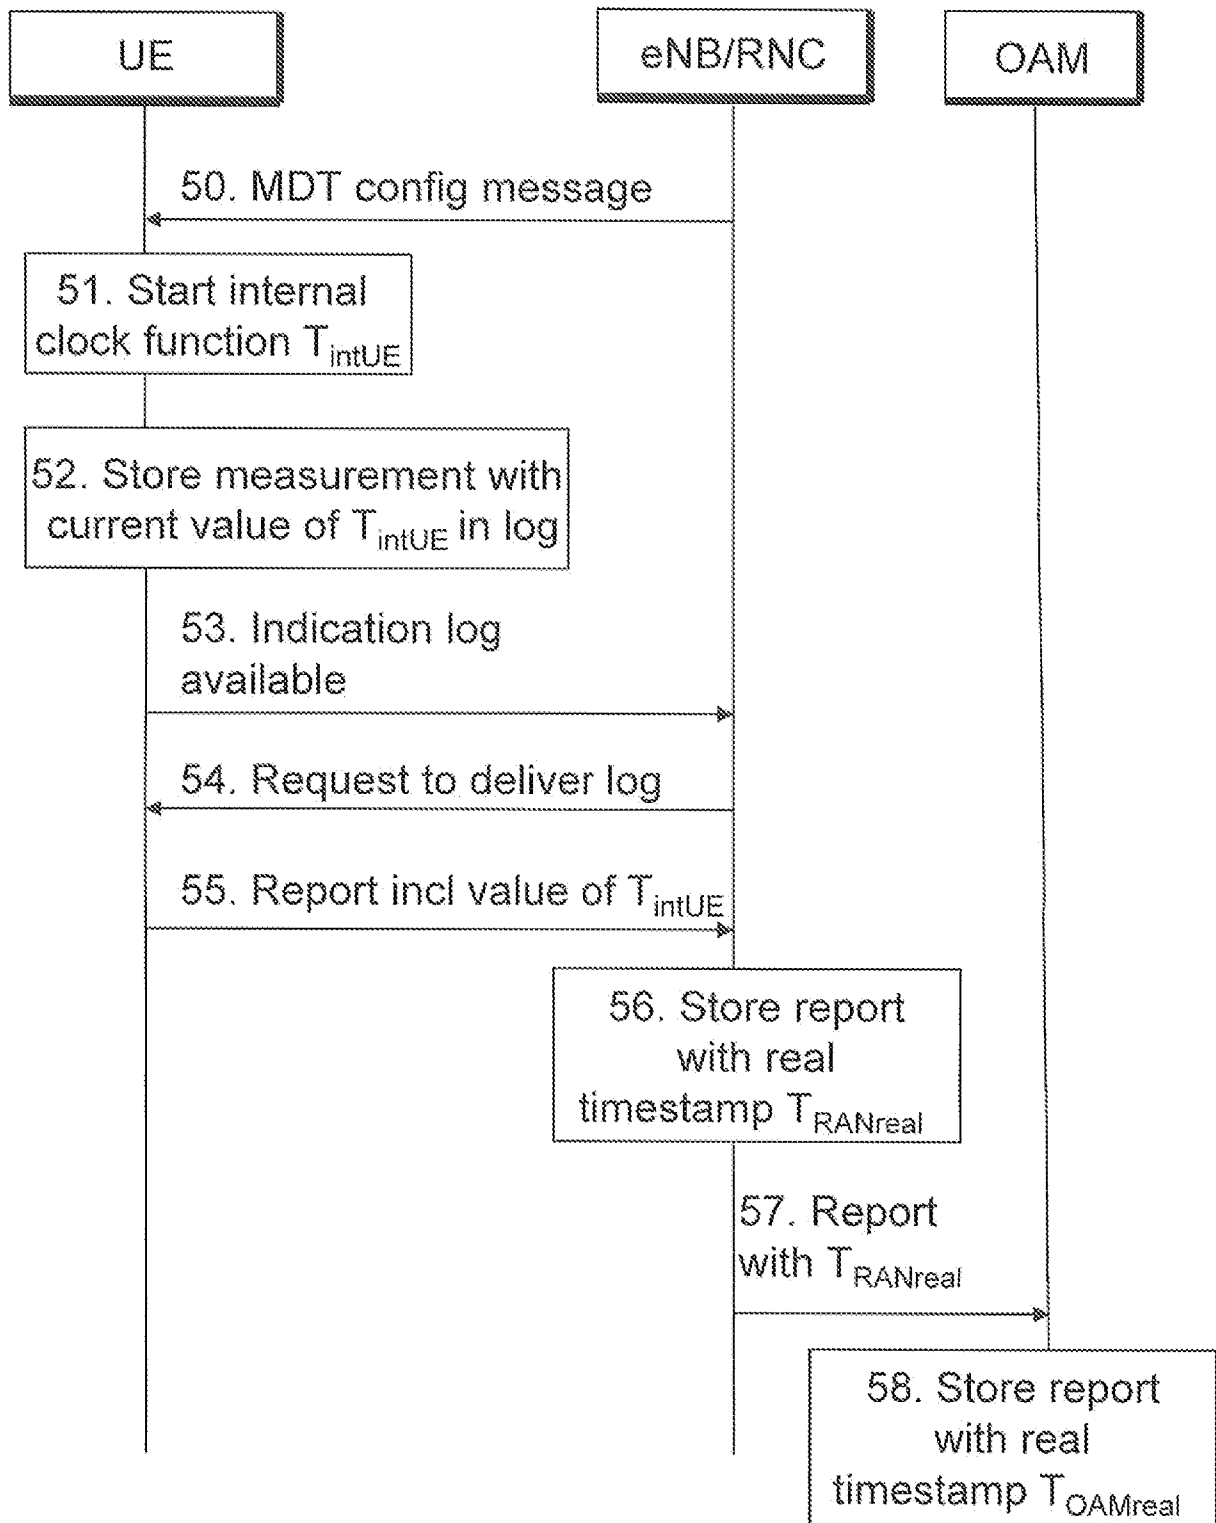 UE
eNB/RNC
OAM
50. MDT config message
51. Start internal
clock function TintUE
52. Store measurement with
current value of TintUE in log
53. Indication log
available
54. Request to deliver log
55. Report incl value of TintUE
56. Store report
with real
timestamp TRANreal
57. Report
with TRANreal
58. Store report
with real
timestamp TOAMreal